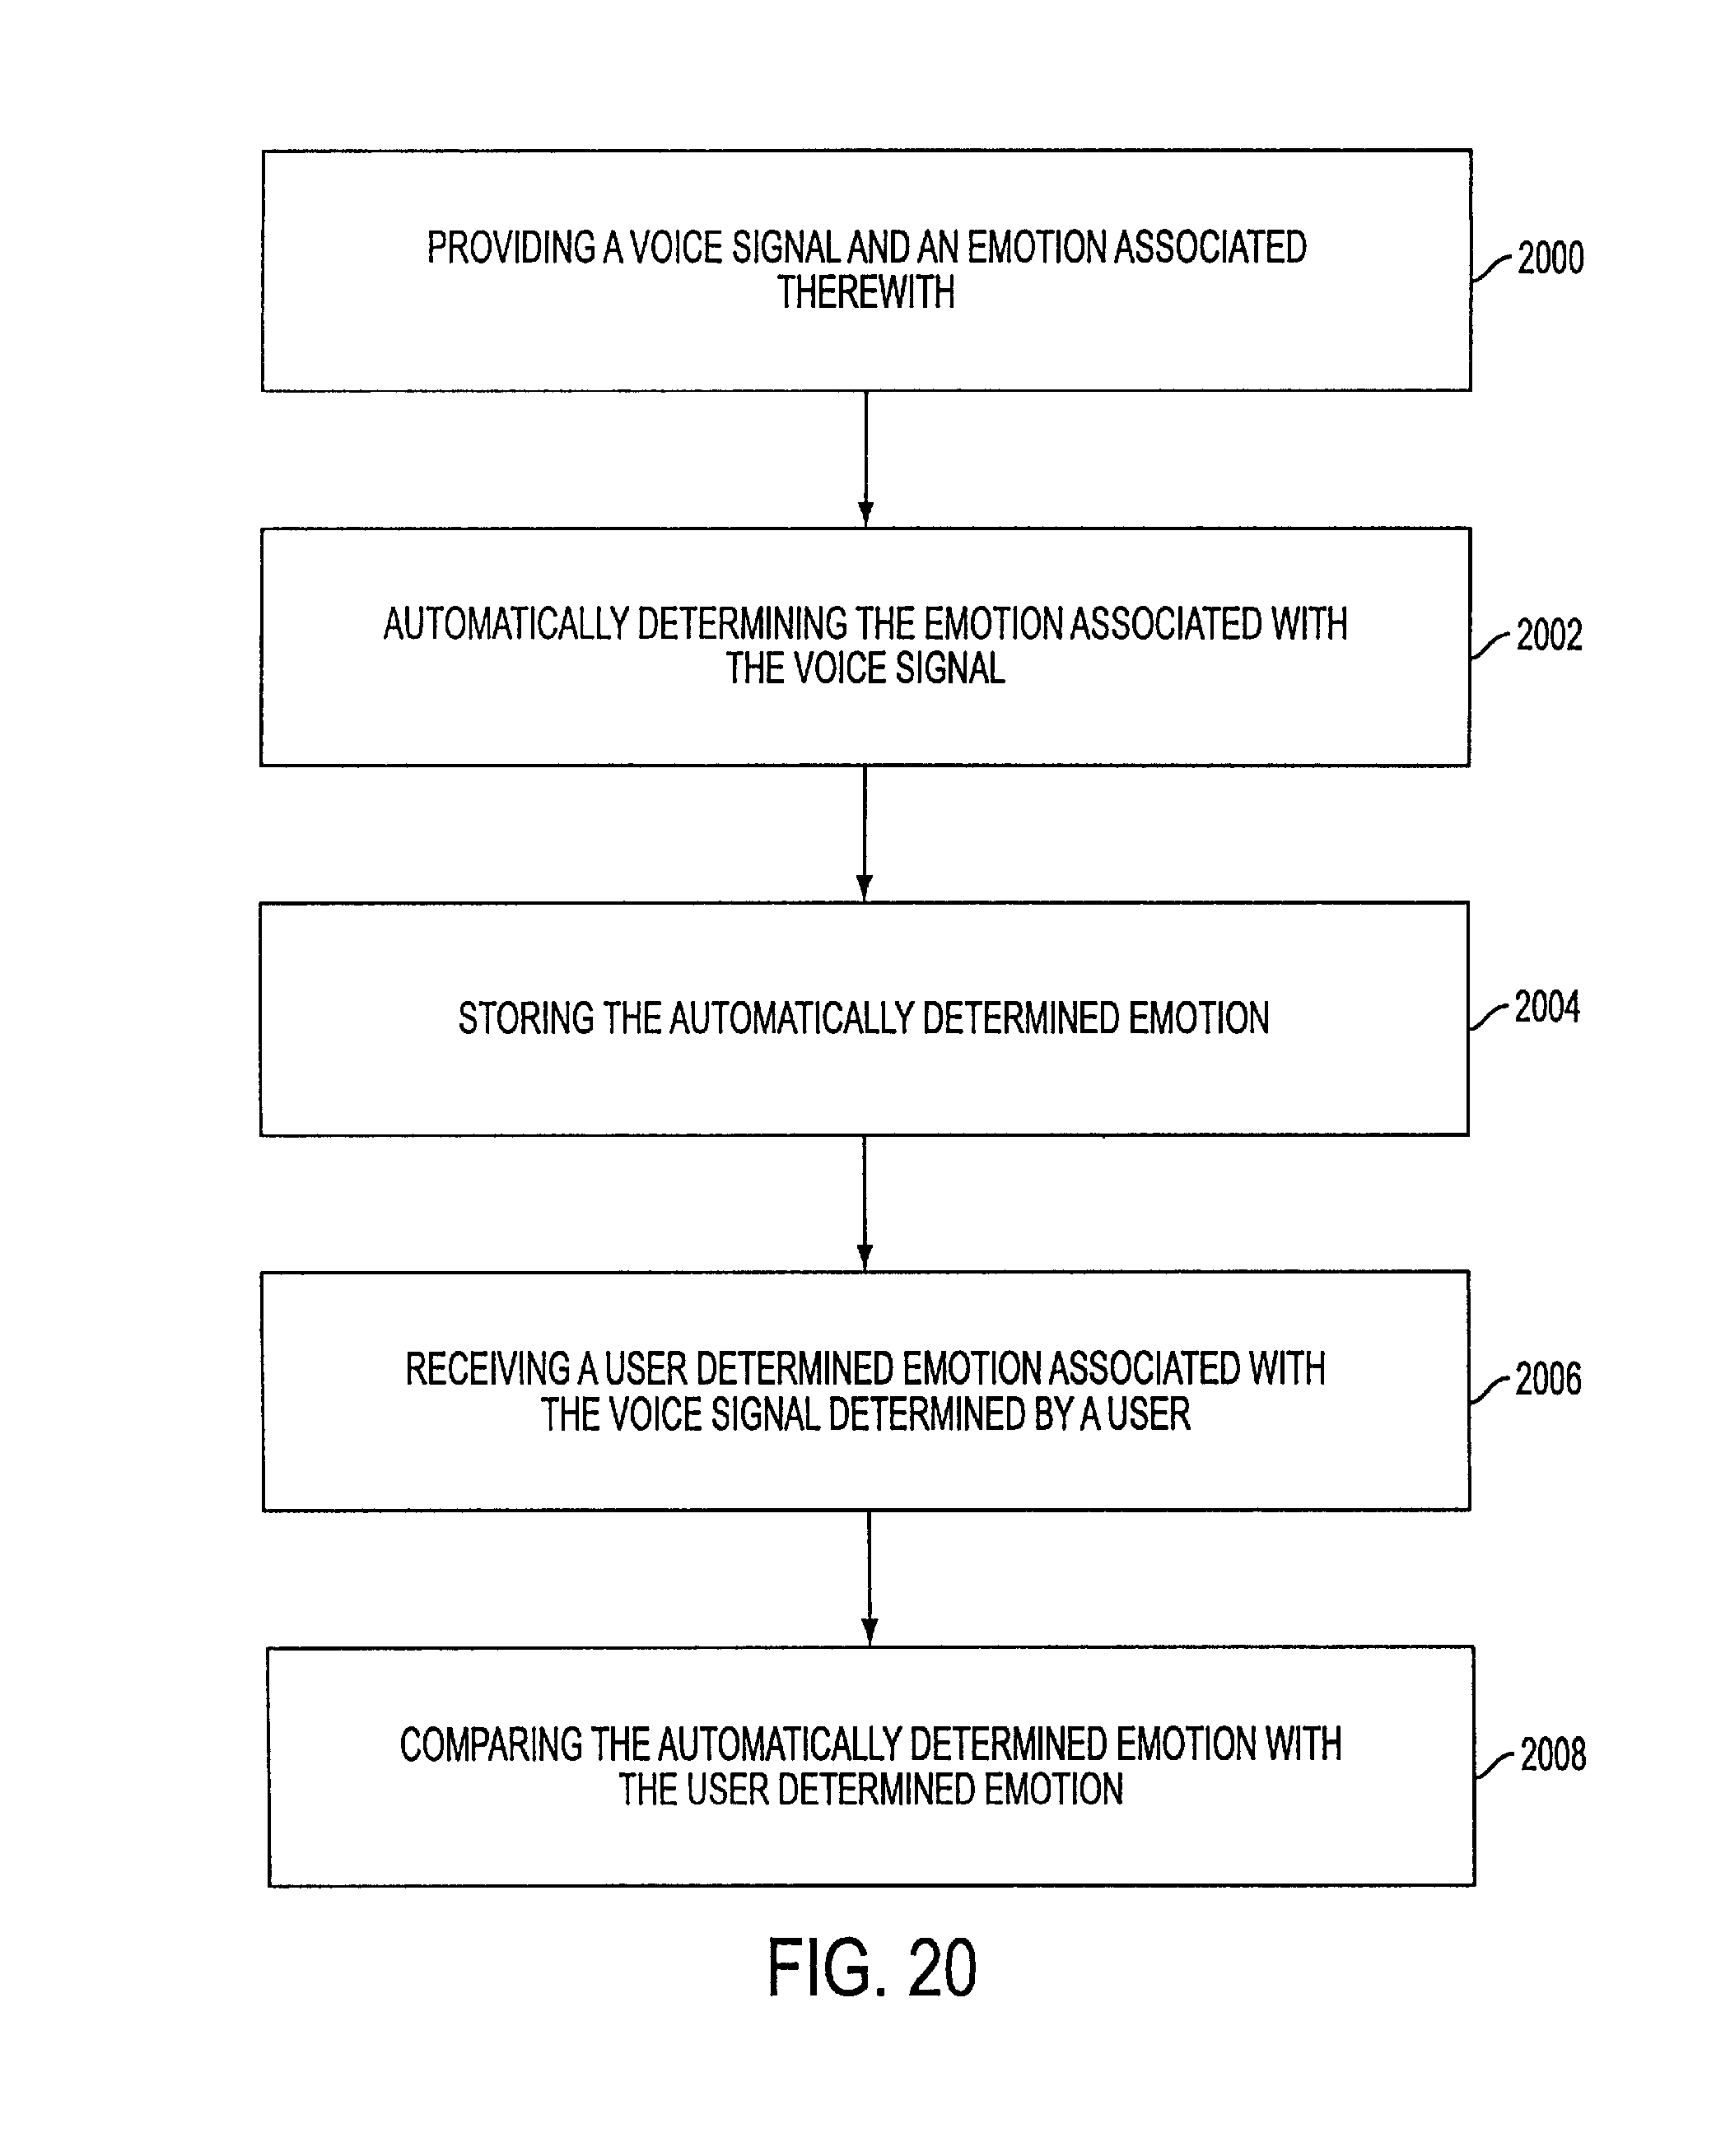 PROVIDING A VOICE SIGNAL AND AN EMOTION ASSOCIATED
THEREWITH
2000
AUTOMATICALLY DETERMINING THE EMOTION ASSOCIATED WITH
THE VOICE SIGNAL
2002
STORING THE AUTOMATICALLY DETERMINED EMOTION
2004
RECEIVING A USER DETERMINED EMOTION ASSOCIATED WITH
THE VOICE SIGNAL DETERMINED BY A USER
2006
COMPARING THE AUTOMATICALLY DETERMINED EMOTION WITH
THE USER DETERMINED EMOTION
2008
FIG. 20